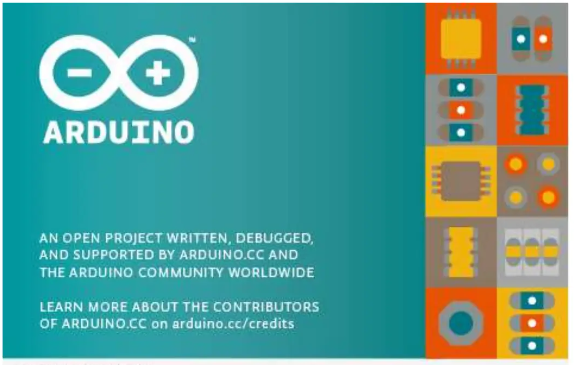 ARDUINO
AN OPEN PROJECT WRITTEN, DEBUGGED,
AND SUPPORTED BY ARDUINO.CC AND
THE ARDUINO COMMUNITY WORLDWIDE
LEARN MORE ABOUT THE CONTRIBUTORS
OF ARDUINO.CC on arduino.cc/credits